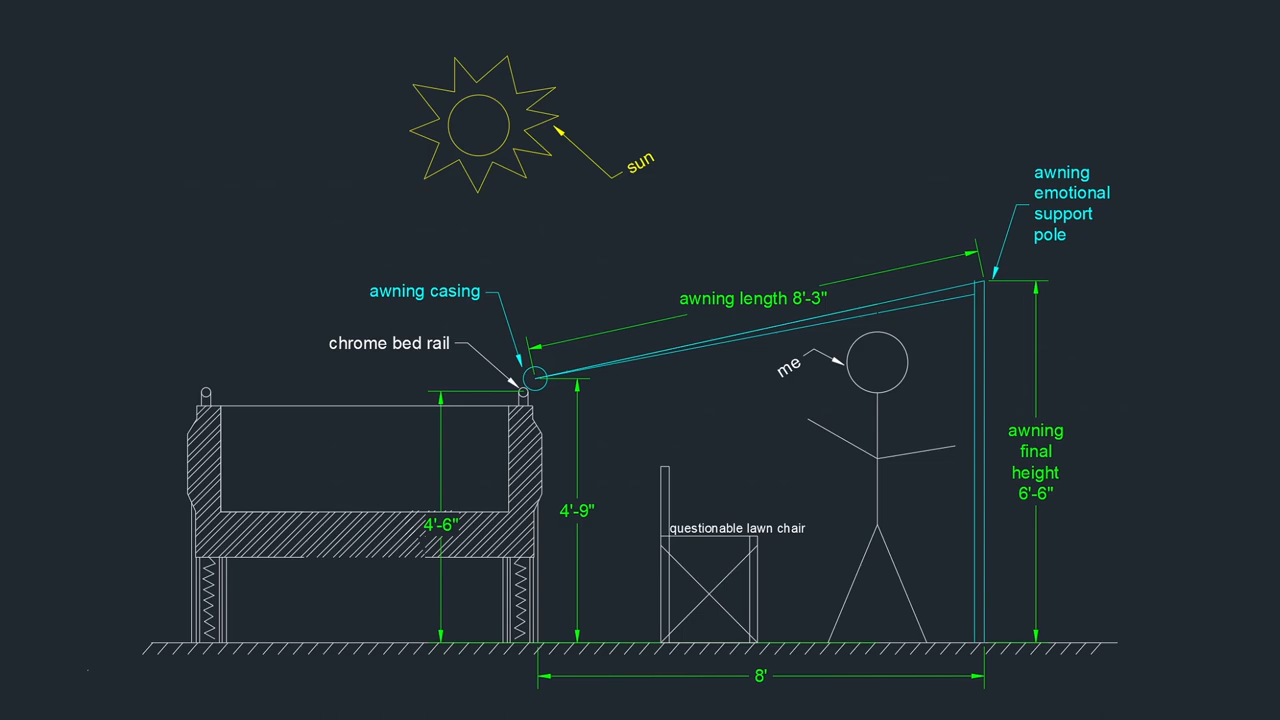 sun
awning
emotional
support
pole
awning casing
awning length 8'-3"
chrome bed rail
me
awning
final
height
6'-6"
4'-6"
4'-9"
questionable lawn chair
8'